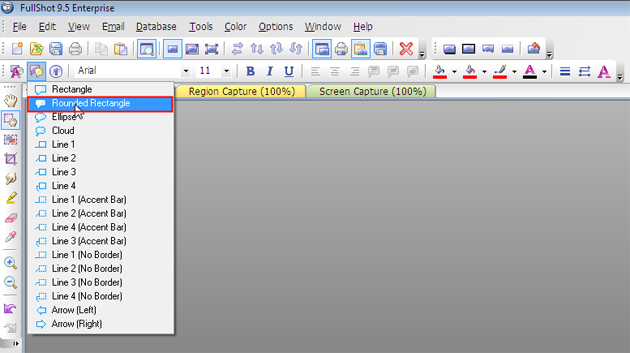 FullShot 9.5 Enterprise
File Edit View Email Database Tools Color Options Window Help
Arial 11 B I U
Region Capture (100%) Screen Capture (100%)
Rectangle
Rounded Rectangle
Ellipse
Cloud
Line 1
Line 2
Line 3
Line 4
Line 1 (Accent Bar)
Line 2 (Accent Bar)
Line 4 (Accent Bar)
Line 3 (Accent Bar)
Line 1 (No Border)
Line 2 (No Border)
Line 3 (No Border)
Line 4 (No Border)
Arrow (Left)
Arrow (Right)